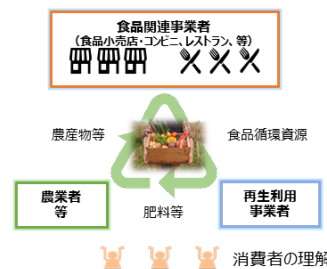 食品関連事業者
（食品小売店・コンビニ、レストラン、等）
農産物等
食品循環資源
農業者
等
肥料等
再生利用
事業者
消費者の理解